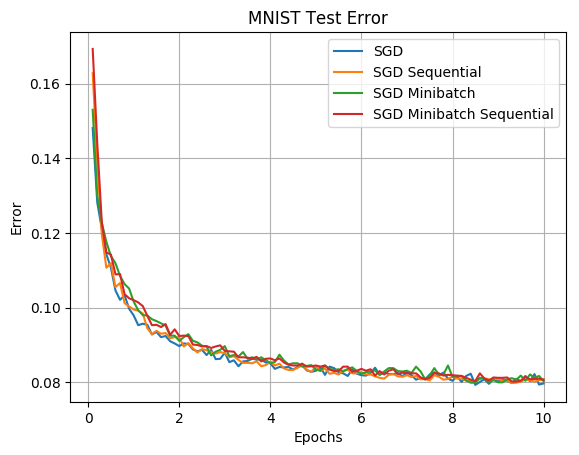 MNIST Test Error
SGD
SGD Sequential
SGD Minibatch
SGD Minibatch Sequential
Error
0.16
0.14
0.12
0.10
0.08
0
2
4
6
8
10
Epochs